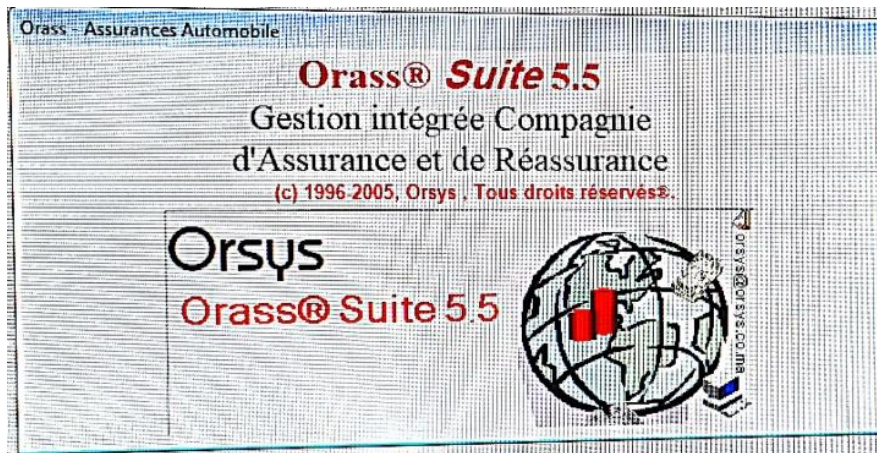 Orass - Assurances Automobile
Orass® Suite 5.5
Gestion intégrée Compagnie
d'Assurance et de Réassurance
(c) 1996-2005, Orsys , Tous droits réservés®.
Orsys
Orass® Suite 5.5
orsys@orsys.co.ma